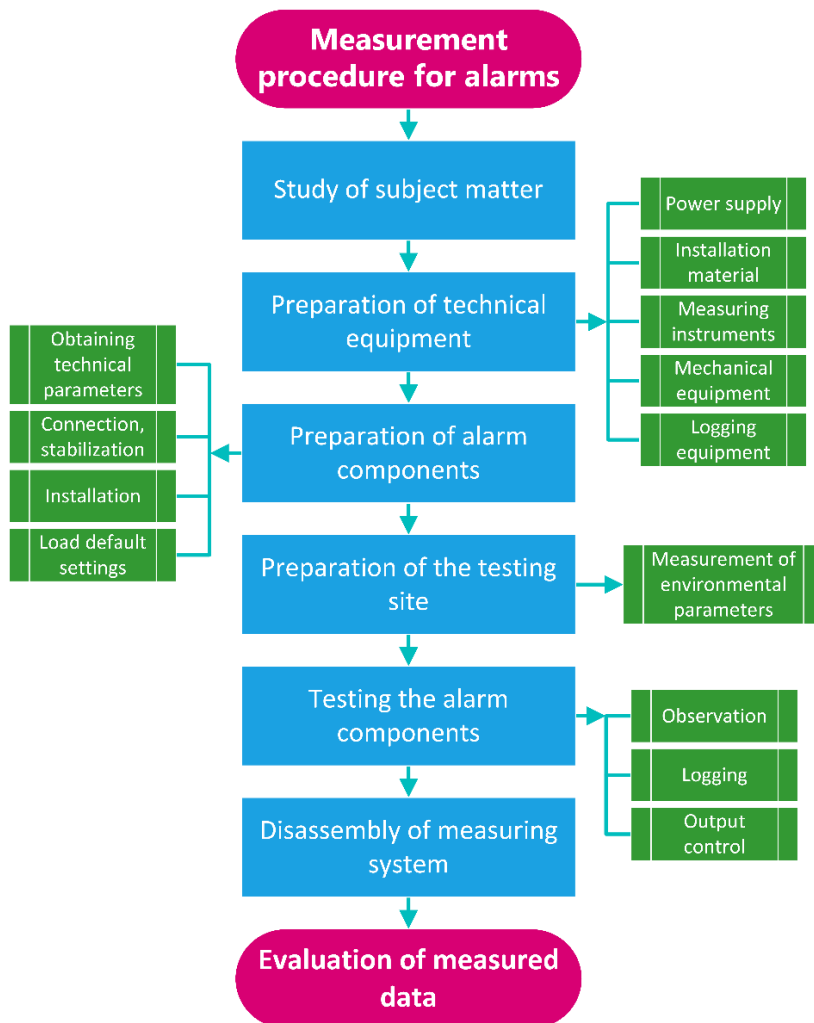 Measurement
procedure for alarms
Study of subject matter
Power supply
Installation
material
Preparation of technical
equipment
Measuring
instruments
Mechanical
equipment
Logging
equipment
Obtaining
technical
parameters
Connection,
stabilization
Installation
Load default
settings
Preparation of alarm
components
Preparation of the testing
site
Measurement of
environmental
parameters
Testing the alarm
components
Observation
Logging
Output
control
Disassembly of measuring
system
Evaluation of measured
data